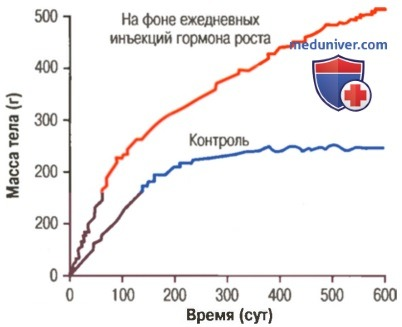 На фоне ежедневных
инъекций гормона роста
meduniver.com
Контроль
Масса тела (г)
500
400
300
200
200
0
0 100 200 300 400 500 600
Время (сут)